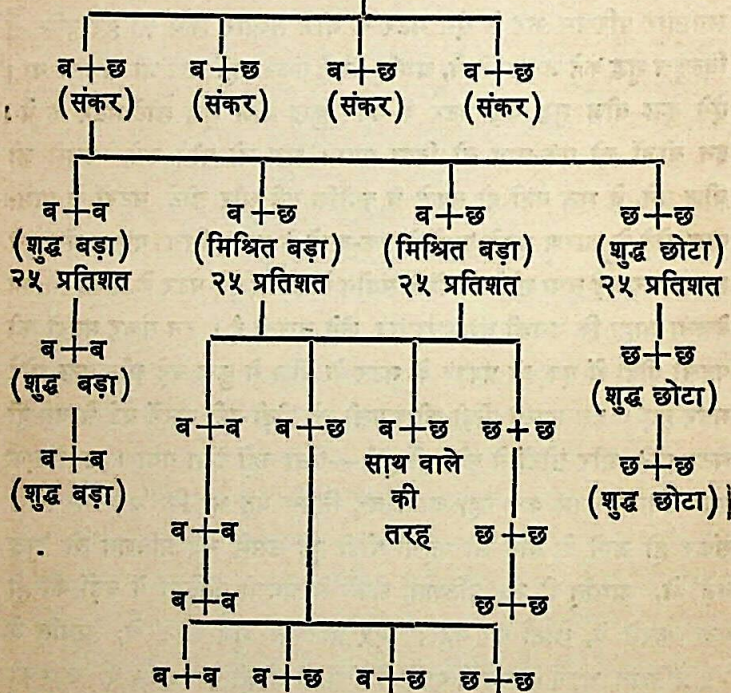 ब+छ ब+छ ब+छ ब+छ
(संकर) (संकर) (संकर) (संकर)
ब+ब ब+छ ब+छ छ+छ
(शुद्ध बड़ा) (मिश्रित बड़ा) (मिश्रित बड़ा) (शुद्ध छोटा)
२५ प्रतिशत २५ प्रतिशत २५ प्रतिशत २५ प्रतिशत
ब+ब छ+छ
(शुद्ध बड़ा) (शुद्ध छोटा)
ब+ब ब+छ ब+छ छ+छ
ब+ब साथ वाले छ+छ
(शुद्ध बड़ा) की (शुद्ध छोटा)
ब+ब तरह छ+छ
ब+ब छ+छ
ब+ब ब+छ ब+छ छ+छ